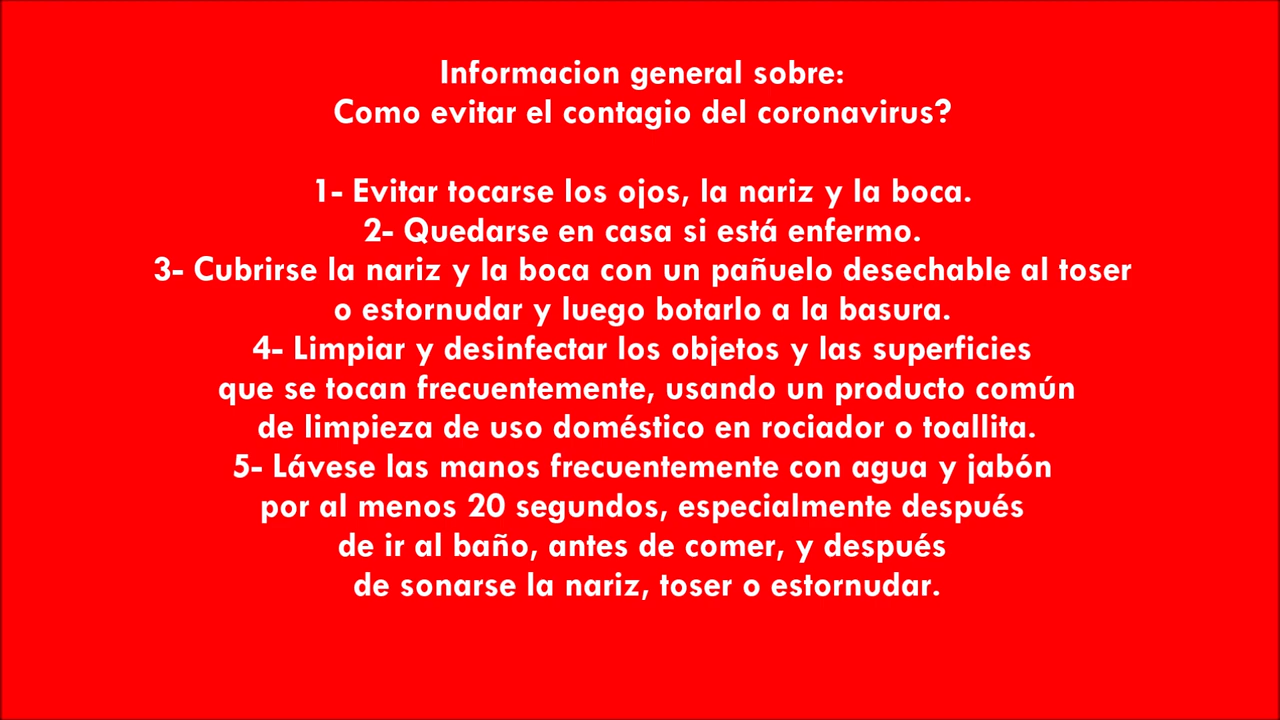 Informacion general sobre:
Como evitar el contagio del coronavirus?
1- Evitar tocarse los ojos, la nariz y la boca.
2- Quedarse en casa si está enfermo.
3- Cubrirse la nariz y la boca con un pañuelo desechable al toser
o estornudar y luego botarlo a la basura.
4- Limpiar y desinfectar los objetos y las superficies
que se tocan frecuentemente, usando un producto común
de limpieza de uso doméstico en rociador o toallita.
5- Lávese las manos frecuentemente con agua y jabón
por al menos 20 segundos, especialmente después
de ir al baño, antes de comer, y después
de sonarse la nariz, toser o estornudar.